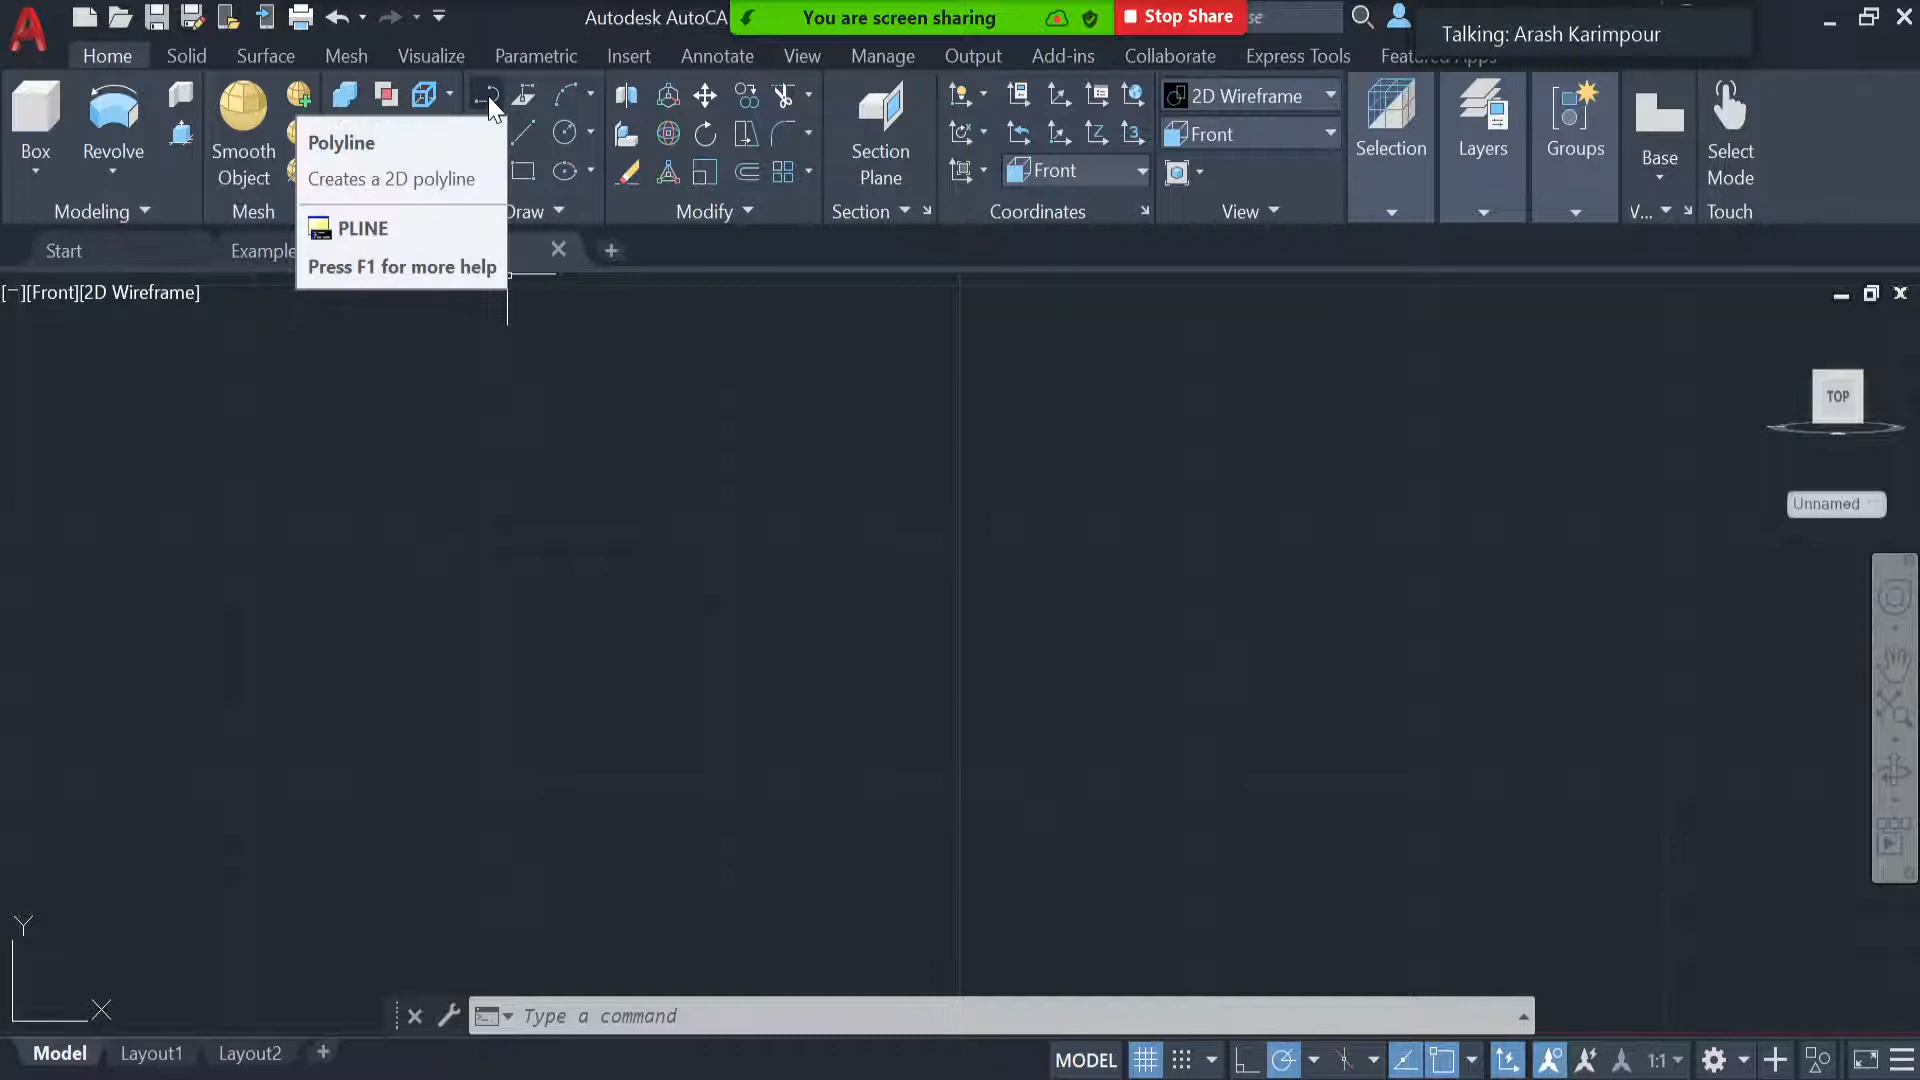 Autodesk AutoCA
You are screen sharing
Stop Share
se
Talking: Arash Karimpour
Home
Solid
Surface
Mesh
Visualize
Parametric
Insert
Annotate
View
Manage
Output
Add-ins
Collaborate
Express Tools
Box
Revolve
Smooth
Object
Section
Plane
2D Wireframe
Front
Front
Selection
Layers
Groups
Base
Select
Mode
Modeling
Mesh
Draw
Modify
Section
Coordinates
View
V...
Touch
Polyline
Creates a 2D polyline
PLINE
Press F1 for more help
Start
Example
[−][Front][2D Wireframe]
TOP
Unnamed
Y
X
Type a command
Model
Layout1
Layout2
MODEL
1:1